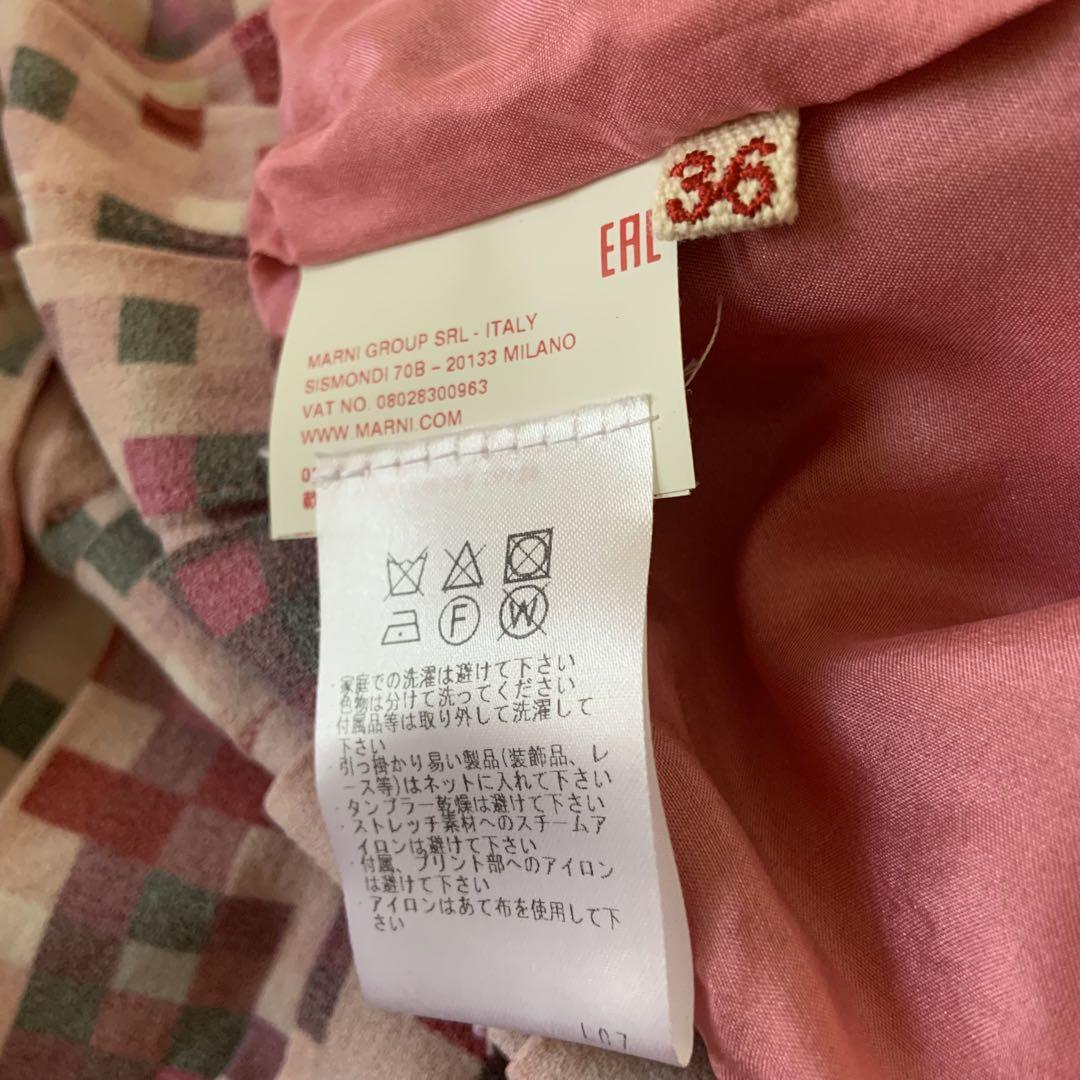 36
EAC
MARNI GROUP SRL - ITALY
SISMONDI 70B – 20133 MILANO
VAT NO. 08028300963
WWW.MARNI.COM
F
W
・家庭での洗濯は避けて下さい
・色物は分けて洗ってください
・付属品等は取り外して洗濯して
下さい
・引っ掛かり易い製品(装飾品、レ
ース等)はネットに入れて下さい
・タンブラー乾燥は避けて下さい
・ストレッチ素材へのスチームア
イロンは避けて下さい
・付属、プリント部へのアイロン
は避けて下さい
・アイロンはあて布を使用して下
さい